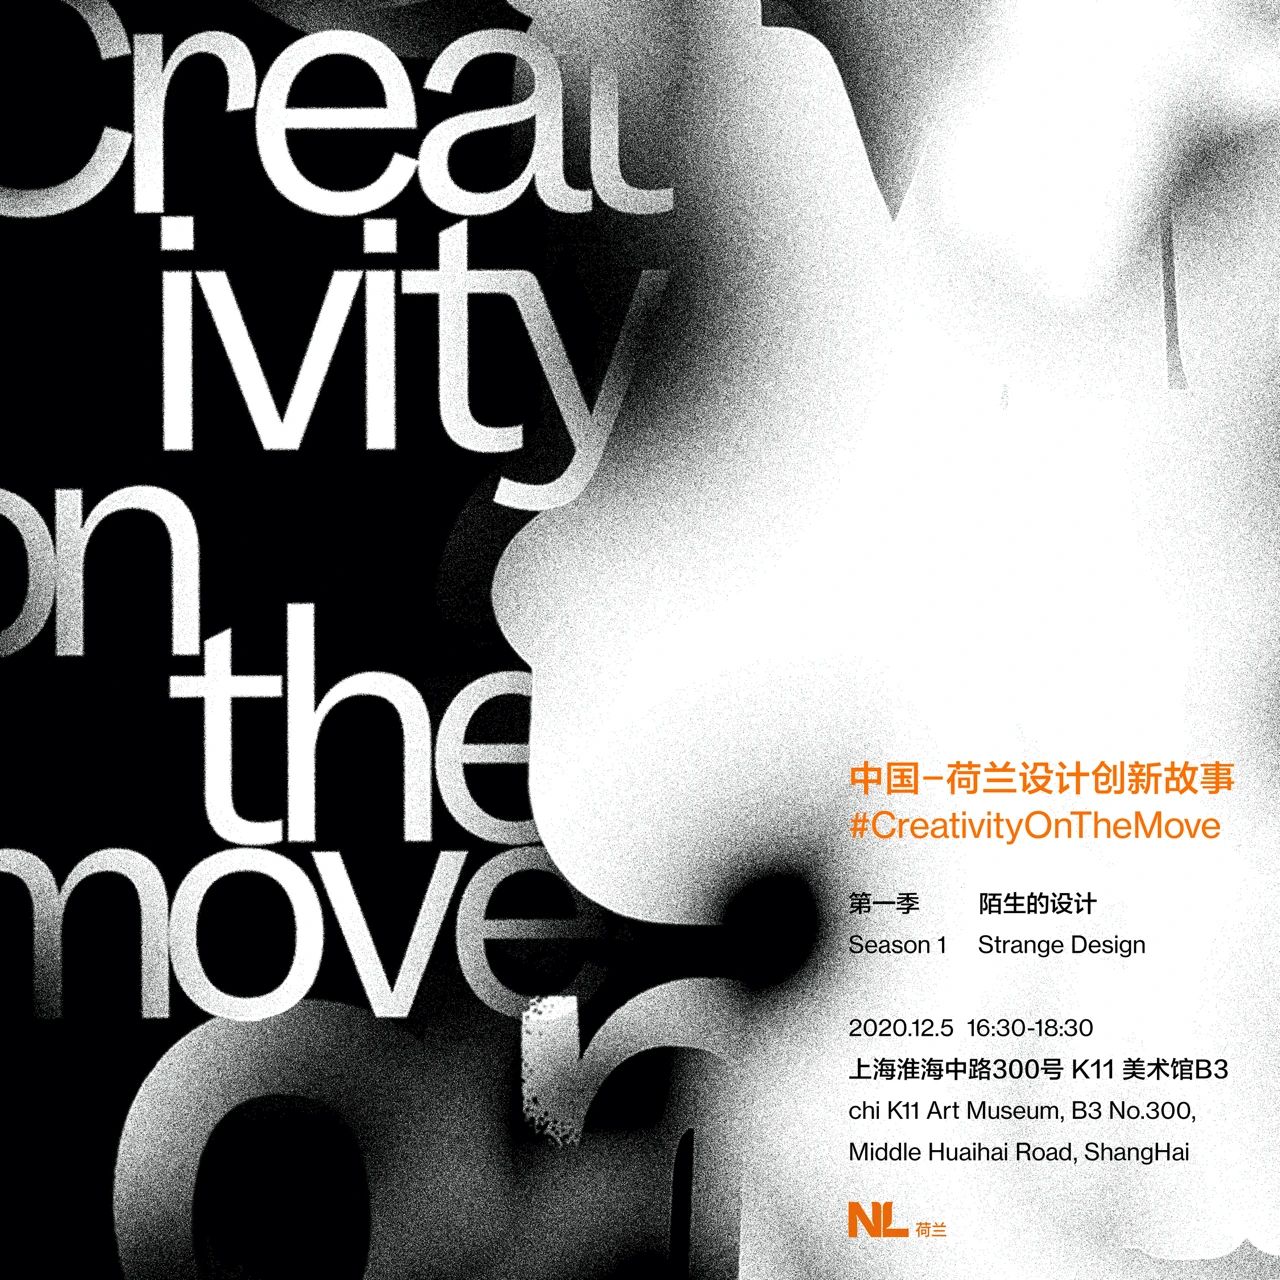 Creat
ivity
on
the
move
on
中国–荷兰设计创新故事
#CreativityOnTheMove
第一季 陌生的设计
Season 1 Strange Design
2020.12.5 16:30-18:30
上海淮海中路300号 K11 美术馆B3
chi K11 Art Museum, B3 No.300,
Middle Huaihai Road, ShangHai
NL 荷兰